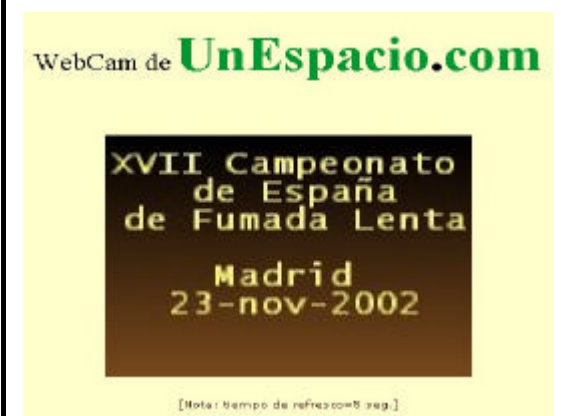 WebCam de UnEspacio.com
XVII Campeonato
de España
de Fumada Lenta
Madrid
23-nov-2002
[Nota: tiempo de refresco=5 seg.]